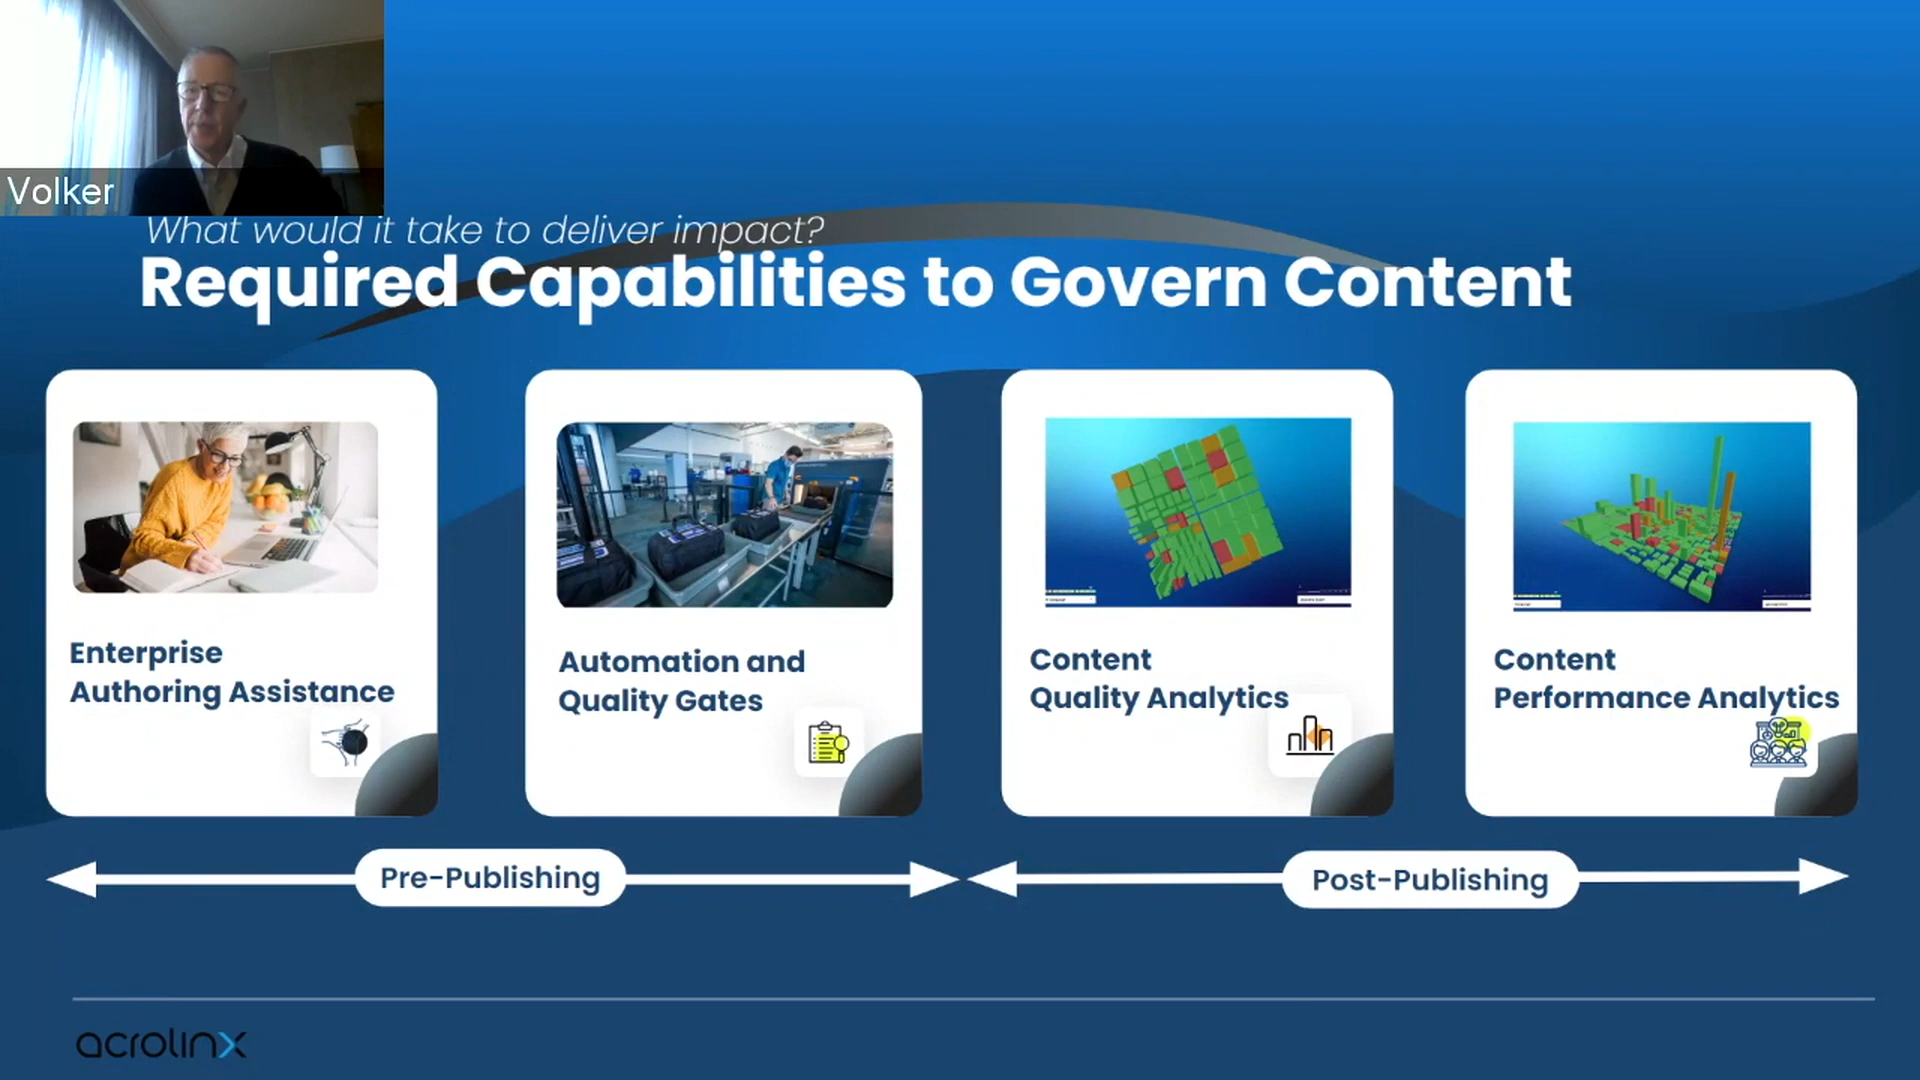 Volker
What would it take to deliver impact?
Required Capabilities to Govern Content
Enterprise
Authoring Assistance
Automation and
Quality Gates
Content
Quality Analytics
Content
Performance Analytics
Pre-Publishing
Post-Publishing
acrolinx